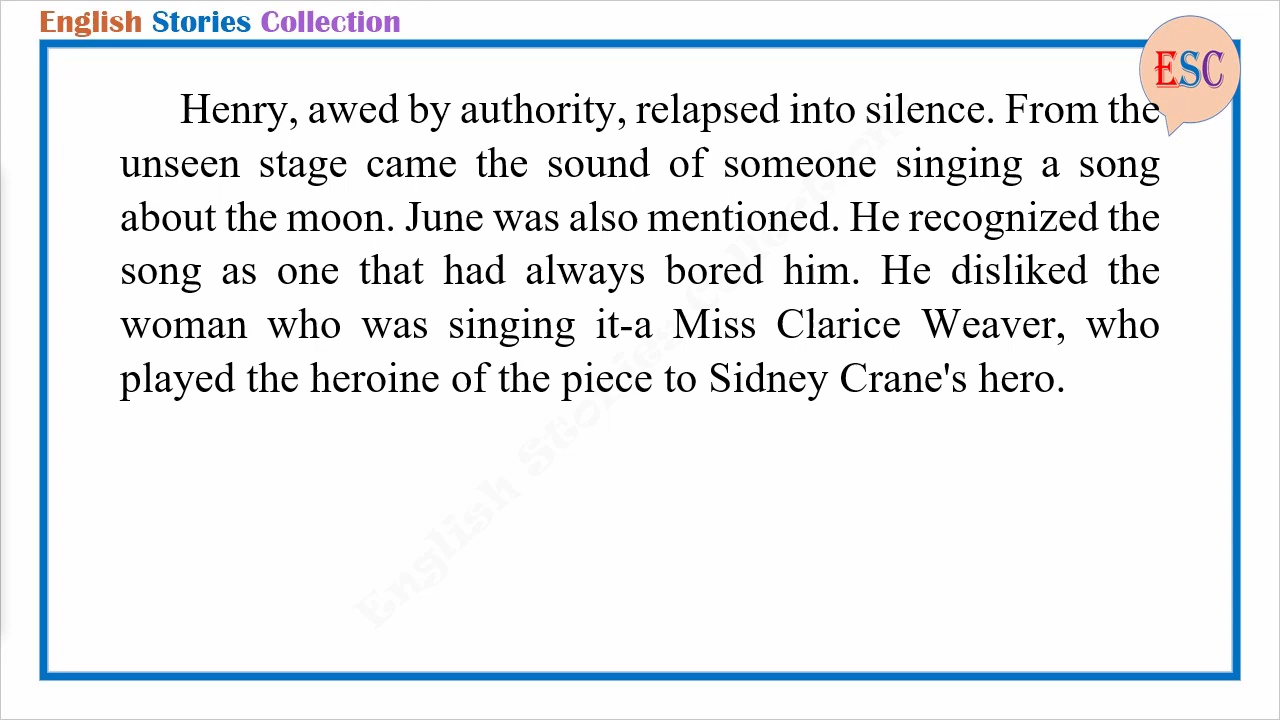 English Stories Collection
ESC
Henry, awed by authority, relapsed into silence. From the
unseen stage came the sound of someone singing a song
about the moon. June was also mentioned. He recognized the
song as one that had always bored him. He disliked the
woman who was singing it-a Miss Clarice Weaver, who
played the heroine of the piece to Sidney Crane's hero.
English Stories Collection